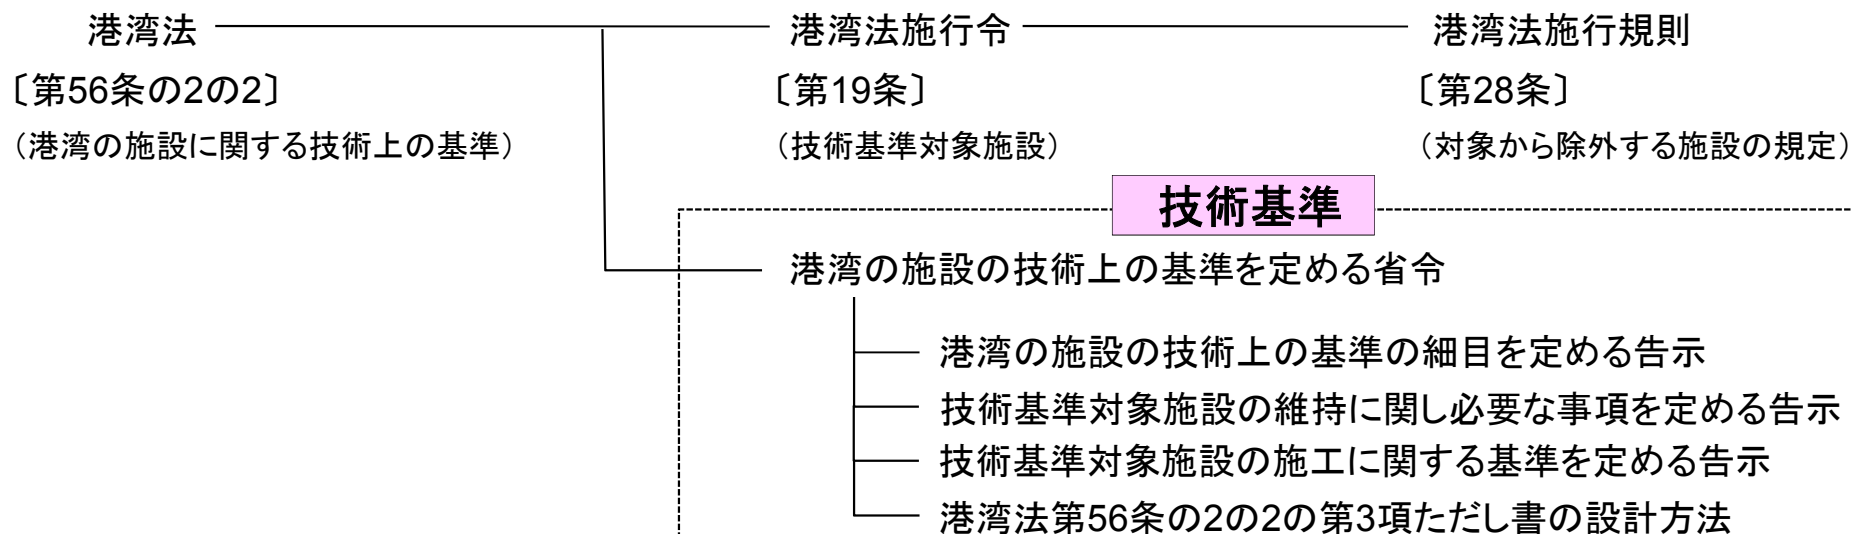 港湾法 港湾法施行令 港湾法施行規則
〔第56条の2の2〕 〔第19条〕 〔第28条〕
（港湾の施設に関する技術上の基準） （技術基準対象施設） （対象から除外する施設の規定）
技術基準
港湾の施設の技術上の基準を定める省令
港湾の施設の技術上の基準の細目を定める告示
技術基準対象施設の維持に関し必要な事項を定める告示
技術基準対象施設の施工に関する基準を定める告示
港湾法第56条の2の2の第3項ただし書の設計方法